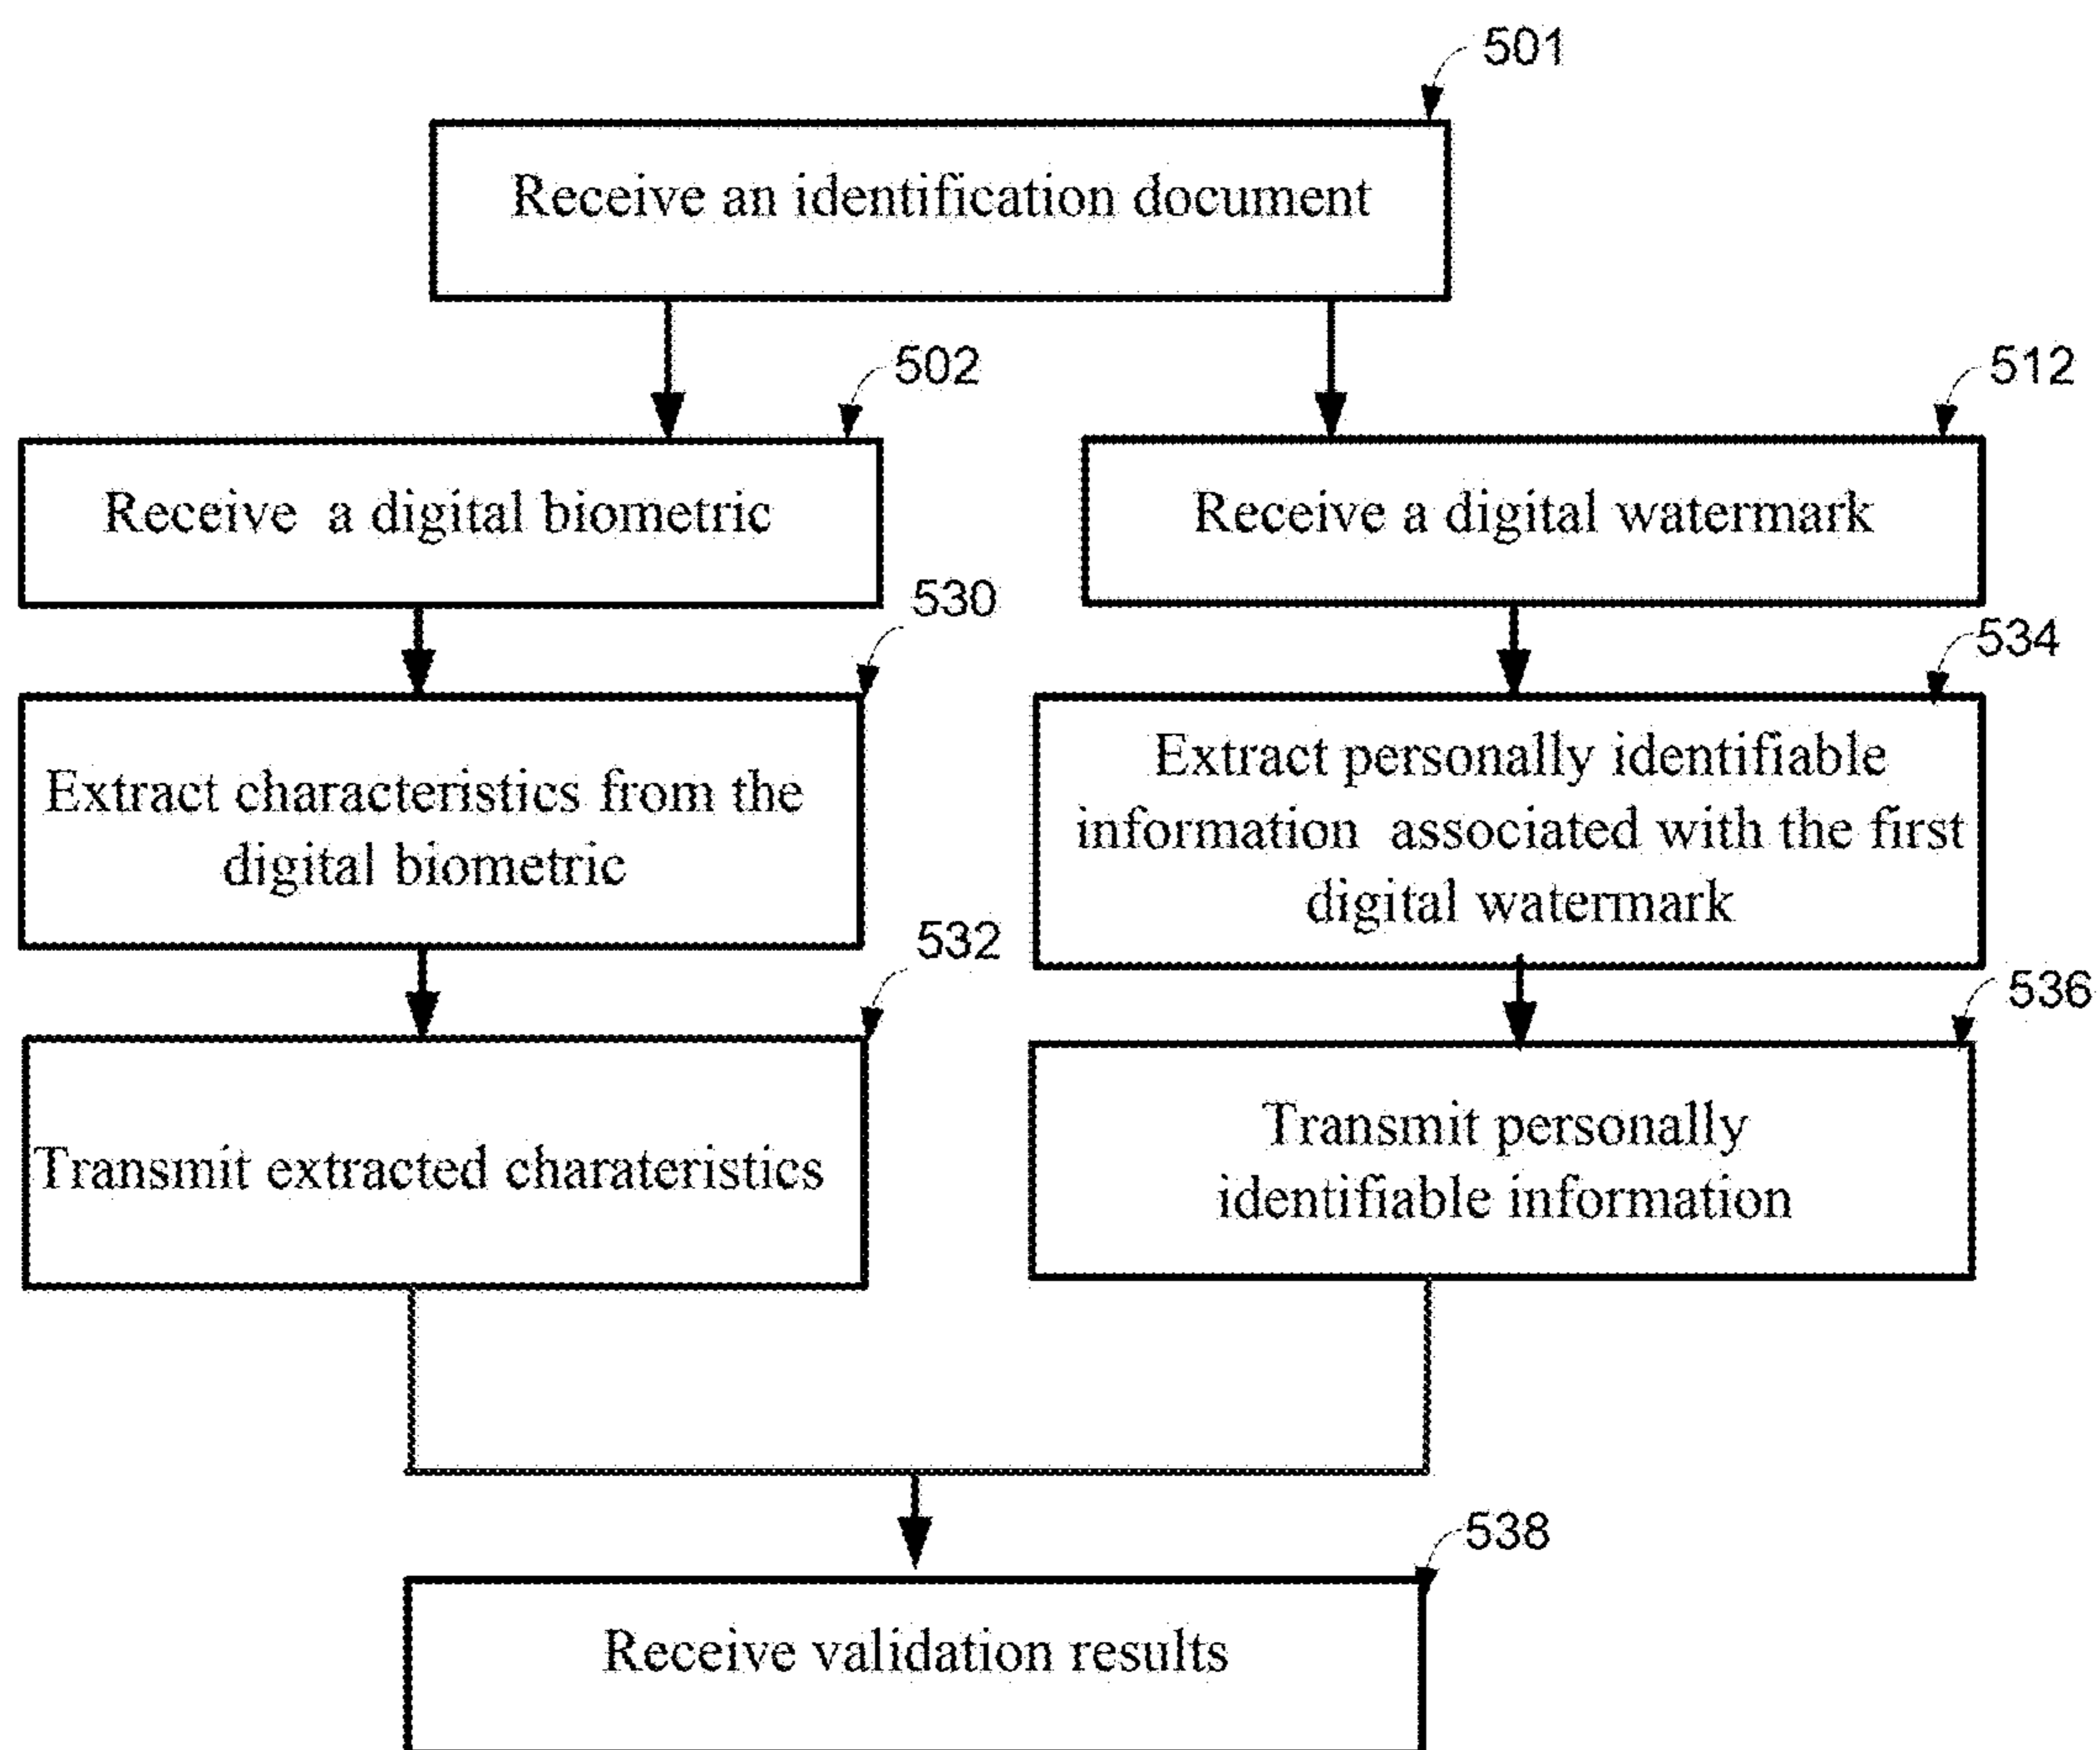 501
Receive an identification document
502
Receive a digital biometric
512
Receive a digital watermark
530
Extract characteristics from the
digital biometric
534
Extract personally identifiable
information associated with the first
digital watermark
532
Transmit extracted charateristics
536
Transmit personally
identifiable information
538
Receive validation results